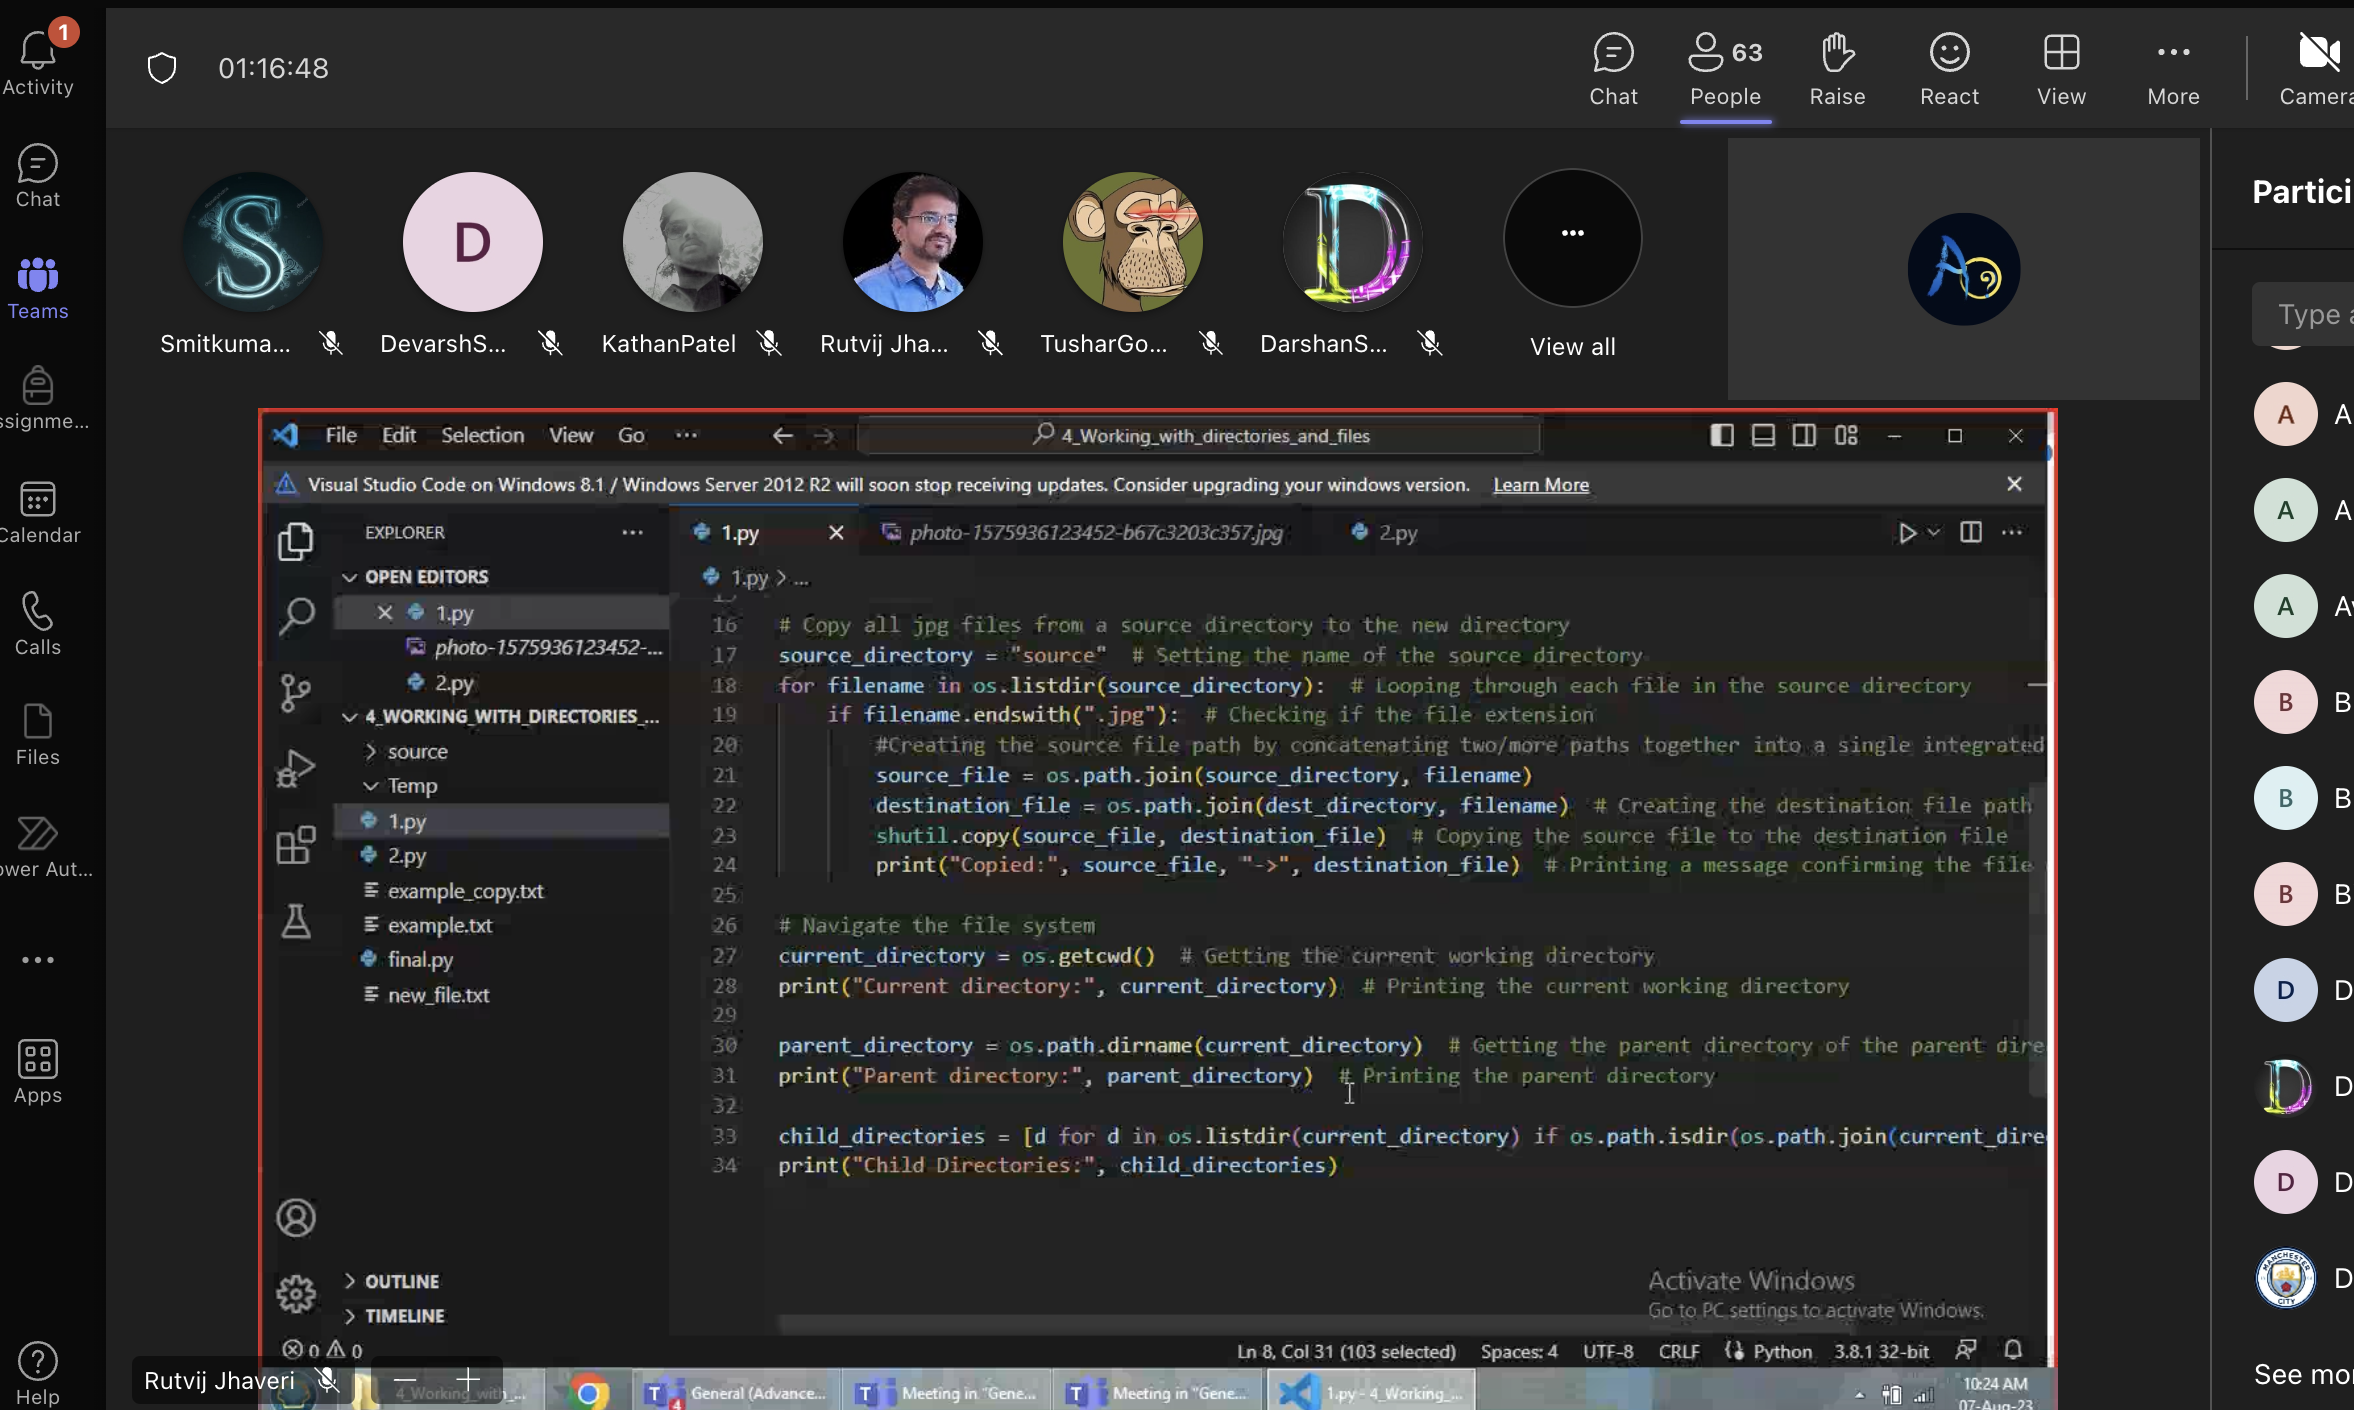 1
Activity
01:16:48
Chat
63
People
Raise
React
View
More
Camera
Chat
Teams
Assignme...
Calendar
Calls
Files
Power Aut...
Apps
Help
S
D
D
Smitkuma...
DevarshS...
KathanPatel
Rutvij Jha...
TusharGo...
DarshanS...
View all
Partici
Type a
A A
A A
A Av
B B
B B
B B
D D
D D
D D
MANCHESTER
CITY
D
See mo
File Edit Selection View Go ...
4_Working_with_directories_and_files
Visual Studio Code on Windows 8.1 / Windows Server 2012 R2 will soon stop receiving updates. Consider upgrading your windows version. Learn More
EXPLORER
OPEN EDITORS
1.py
photo-1575936123452-...
2.py
4_WORKING_WITH_DIRECTORIES_...
source
Temp
1.py
2.py
example_copy.txt
example.txt
final.py
new_file.txt
OUTLINE
TIMELINE
1.py photo-1575936123452-b67c3203c357.jpg 2.py
1.py > ...
16 # Copy all jpg files from a source directory to the new directory
17 source_directory = "source"  # Setting the name of the source directory
18 for filename in os.listdir(source_directory):  # Looping through each file in the source directory
19     if filename.endswith(".jpg"):  # Checking if the file extension
20         #Creating the source file path by concatenating two/more paths together into a single integrated
21         source_file = os.path.join(source_directory, filename)
22         destination_file = os.path.join(dest_directory, filename)  # Creating the destination file path
23         shutil.copy(source_file, destination_file)  # Copying the source file to the destination file
24         print("Copied:", source_file, "->", destination_file)  # Printing a message confirming the file
25
26 # Navigate the file system
27 current_directory = os.getcwd()  # Getting the current working directory
28 print("Current directory:", current_directory)  # Printing the current working directory
29
30 parent_directory = os.path.dirname(current_directory)  # Getting the parent directory of the parent dire
31 print("Parent directory:", parent_directory)  # Printing the parent directory
32
33 child_directories = [d for d in os.listdir(current_directory) if os.path.isdir(os.path.join(current_dire
34 print("Child Directories:", child_directories)
Activate Windows
Go to PC settings to activate Windows.
0 0
Ln 8, Col 31 (103 selected) Spaces: 4 UTF-8 CRLF Python 3.8.1 32-bit
Rutvij Jhaveri
4_Working_with_...
T 4 General (Advance...
T Meeting in "Gene...
T Meeting in "Gene...
1.py - 4_Working_...
10:24 AM
07-Aug-23